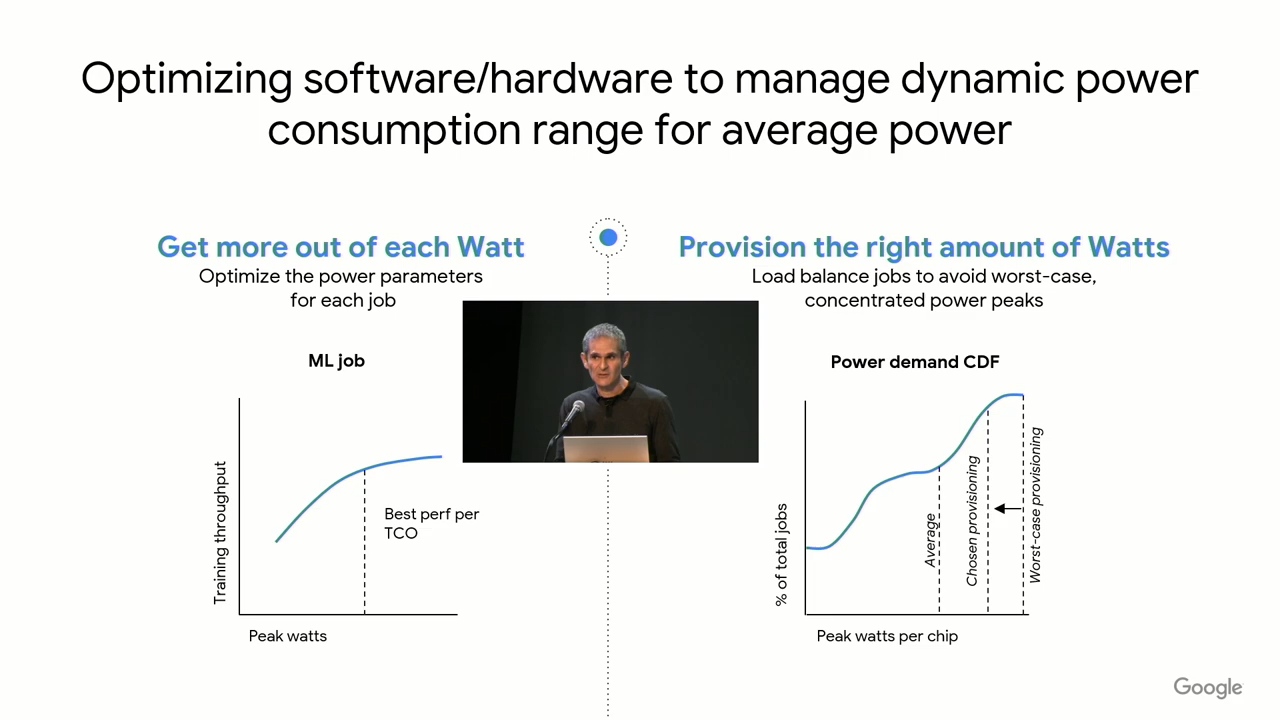 Optimizing software/hardware to manage dynamic power
consumption range for average power
Get more out of each Watt
Optimize the power parameters
for each job
ML job
Training throughput
Best perf per
TCO
Peak watts
Provision the right amount of Watts
Load balance jobs to avoid worst-case,
concentrated power peaks
Power demand CDF
% of total jobs
Average
Chosen provisioning
Worst-case provisioning
Peak watts per chip
Google